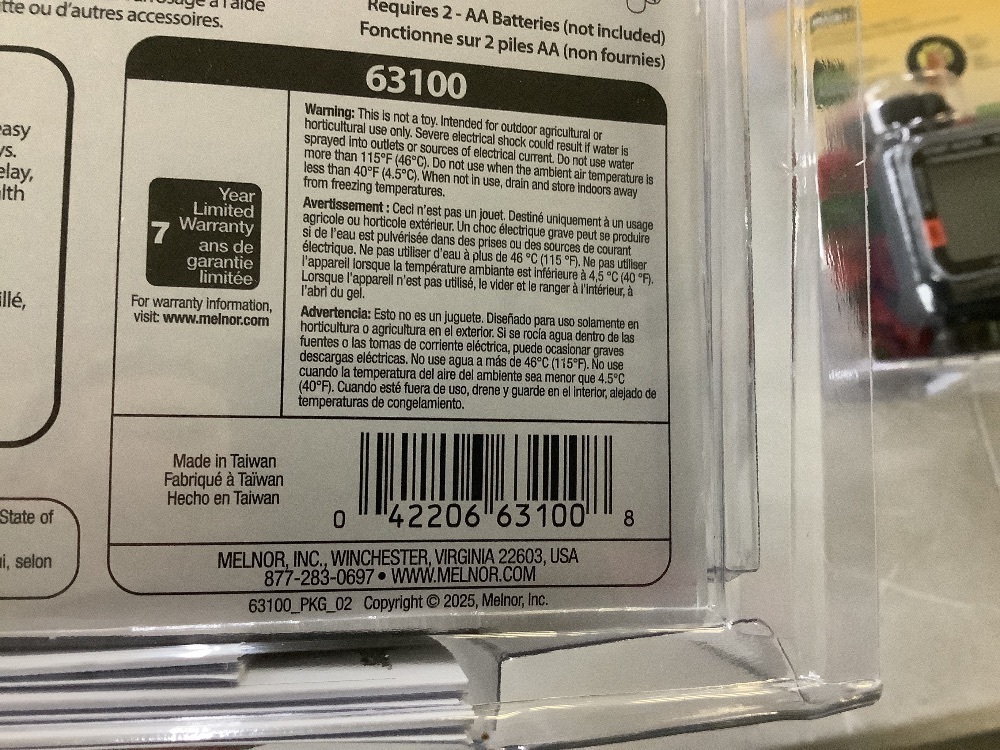 tte ou d'autres accessoires.
Requires 2 - AA Batteries (not included)
Fonctionne sur 2 piles AA (non fournies)
63100
Year
Limited
7 Warranty
ans de
garantie
limitée
For warranty information,
visit: www.melnor.com
Warning: This is not a toy. Intended for outdoor agricultural or
horticultural use only. Severe electrical shock could result if water is
sprayed into outlets or sources of electrical current. Do not use water
more than 115°F (46°C). Do not use when the ambient air temperature is
less than 40°F (4.5°C). When not in use, drain and store indoors away
from freezing temperatures.
Avertissement : Ceci n'est pas un jouet. Destiné uniquement à un usage
agricole ou horticole extérieur. Un choc électrique grave peut se produire
si de l'eau est pulvérisée dans des prises ou des sources de courant
électrique. Ne pas utiliser d'eau à plus de 46 °C (115 °F). Ne pas utiliser
l'appareil lorsque la température ambiante est inférieure à 4,5 °C (40 °F).
Lorsque l'appareil n'est pas utilisé, le vider et le ranger à l'intérieur, à
l'abri du gel.
Advertencia: Esto no es un juguete. Diseñado para uso solamente en
horticultura o agricultura en el exterior. Si se rocía agua dentro de las
fuentes o las tomas de corriente eléctrica, puede ocasionar graves
descargas eléctricas. No use agua a más de 46°C (115°F). No use
cuando la temperatura del aire del ambiente sea menor que 4.5°C
(40°F). Cuando esté fuera de uso, drene y guarde en el interior, alejado de
temperaturas de congelamiento.
Made in Taiwan
Fabriqué à Taïwan
Hecho en Taiwan
0 42206 63100 8
MELNOR, INC., WINCHESTER, VIRGINIA 22603, USA
877-283-0697 • WWW.MELNOR.COM
63100_PKG_02 Copyright © 2025, Melnor, Inc.
State of
selon